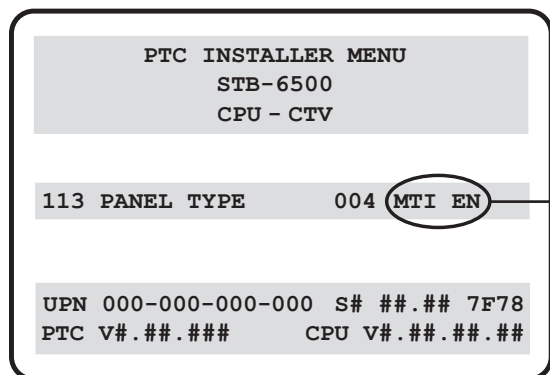 PTC INSTALLER MENU
STB-6500
CPU – CTV
113 PANEL TYPE 004 MTI EN
UPN 000-000-000-000 S# ##.## 7F78
PTC V#.##.### CPU V#.##.##.##